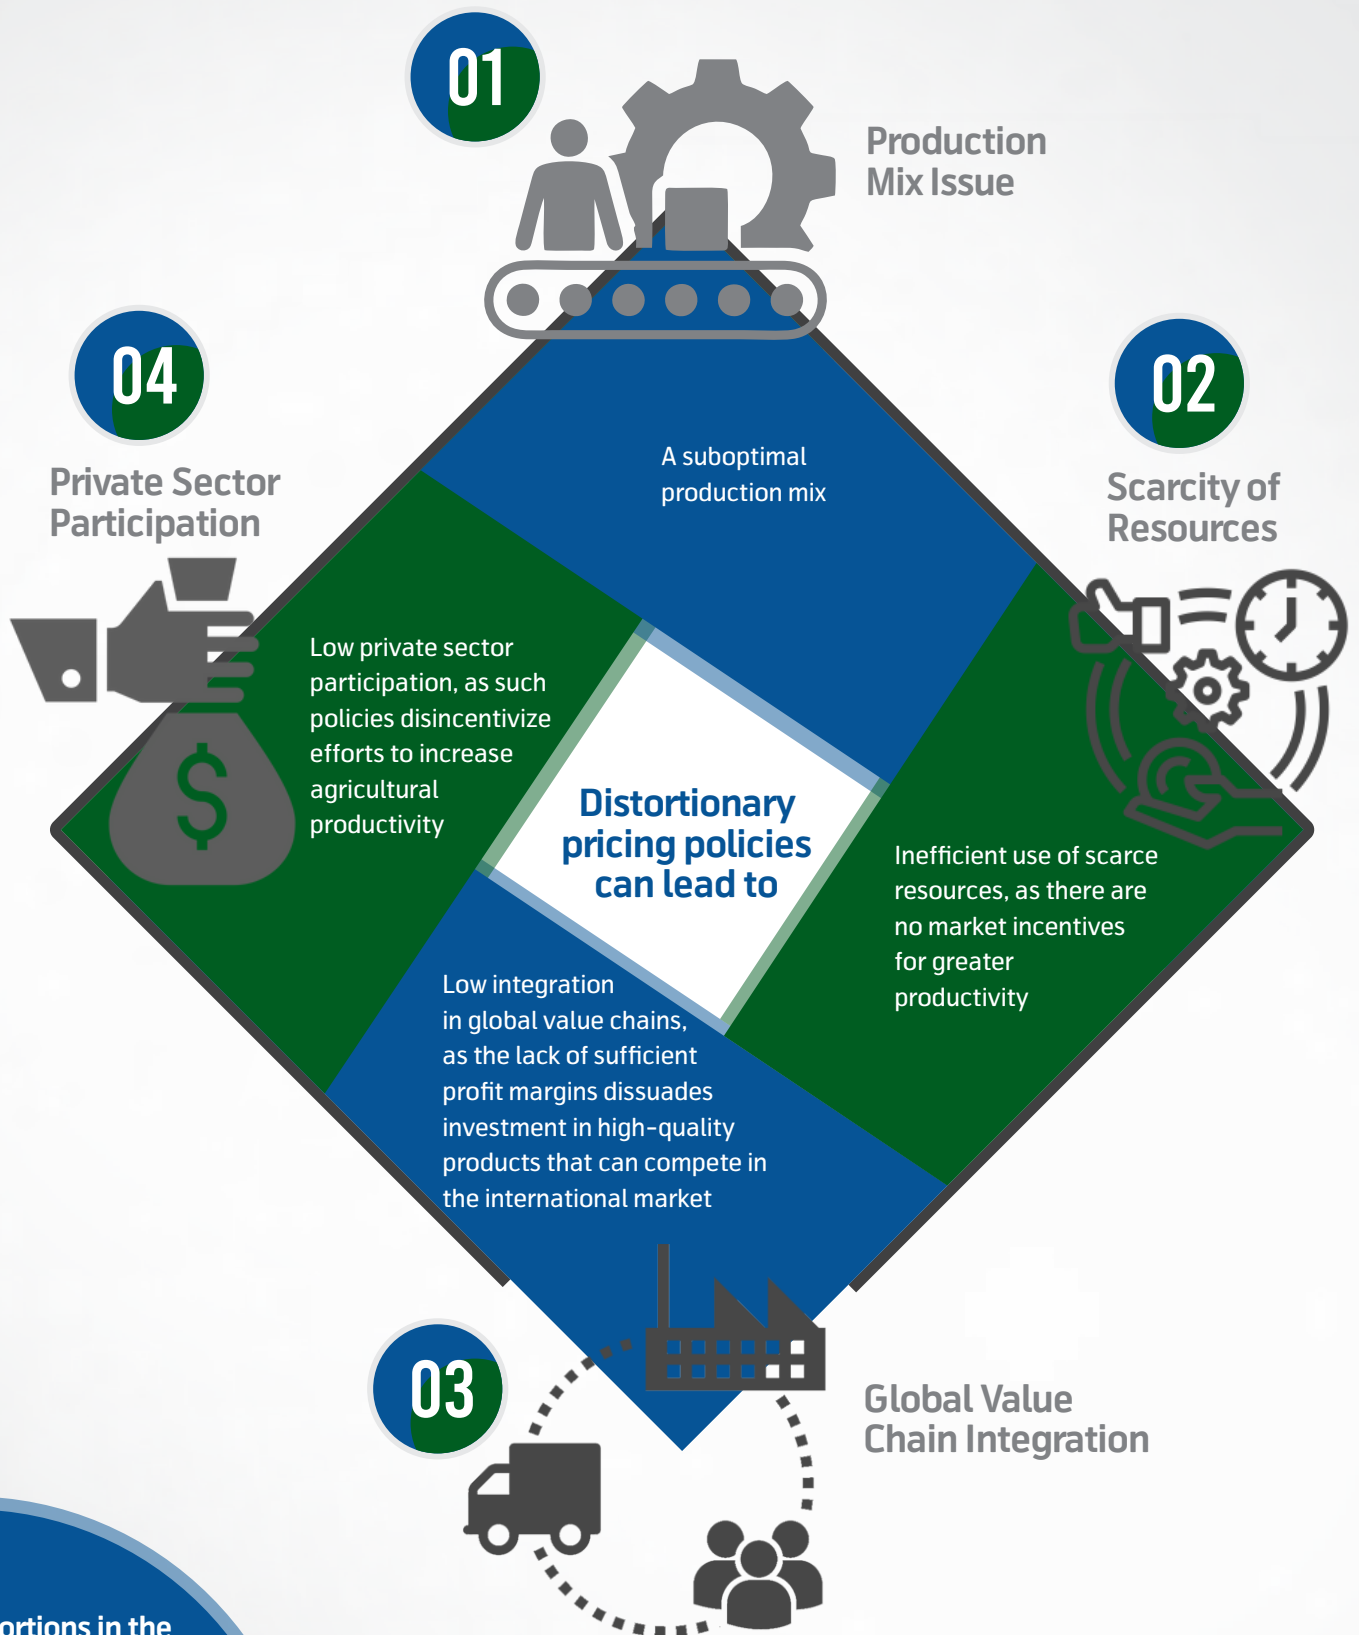 01
Production
Mix Issue
A suboptimal
production mix
02
Scarcity of
Resources
Inefficient use of scarce
resources, as there are
no market incentives
for greater
productivity
Distortionary
pricing policies
can lead to
04
Private Sector
Participation
$
Low private sector
participation, as such
policies disincentivize
efforts to increase
agricultural
productivity
Low integration
in global value chains,
as the lack of sufficient
profit margins dissuades
investment in high-quality
products that can compete in
the international market
03
Global Value
Chain Integration
in the